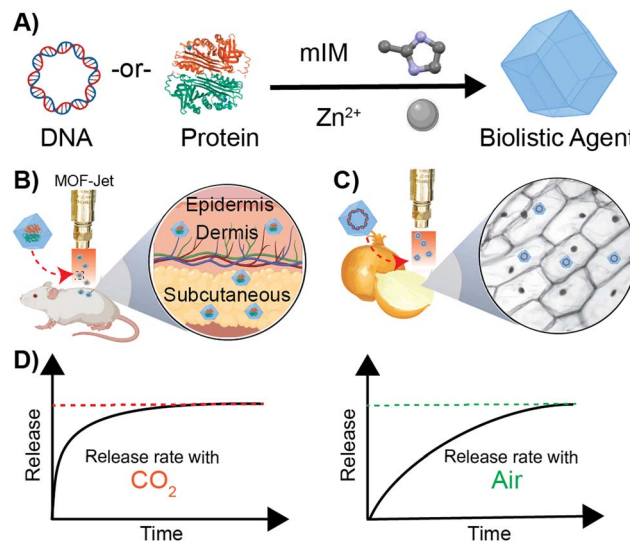 A)
DNA
-or-
Protein
mIM
Zn²⁺
Biolistic Agent
B)
MOF-Jet
Epidermis
Dermis
Subcutaneous
C)
D)
Release
Release rate with
CO₂
Time
Release
Release rate with
Air
Time